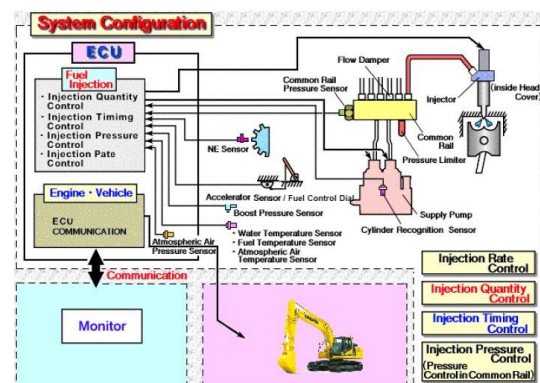 System Configuration
ECU
Fuel
Injection
・Injection Quantity
Control
・Injection Timimg
Control
・Injection Pressure
Control
・Injection Pate
Control
Engine・Vehicle
ECU
COMMUNICATION
Communication
Monitor
Common Rail
Pressure Sensor
Flow Damper
Injector
(inside Head
Cover)
Common
Rail
Pressure Limiter
NE Sensor
Accelerator Sensor / Fuel Control Dial
Boost Pressure Sensor
Supply Pump
Cylinder Recognition Sensor
Atmospheric Air
Pressure Sensor
・Water Temperature Sensor
・Fuel Temperature Sensor
・Atmospheric Air
Temperature Sensor
Injection Rate
Control
Injection Quantity
Control
Injection Timing
Control
Injection Pressure
Control
(Pressure
Control in Common Rail)